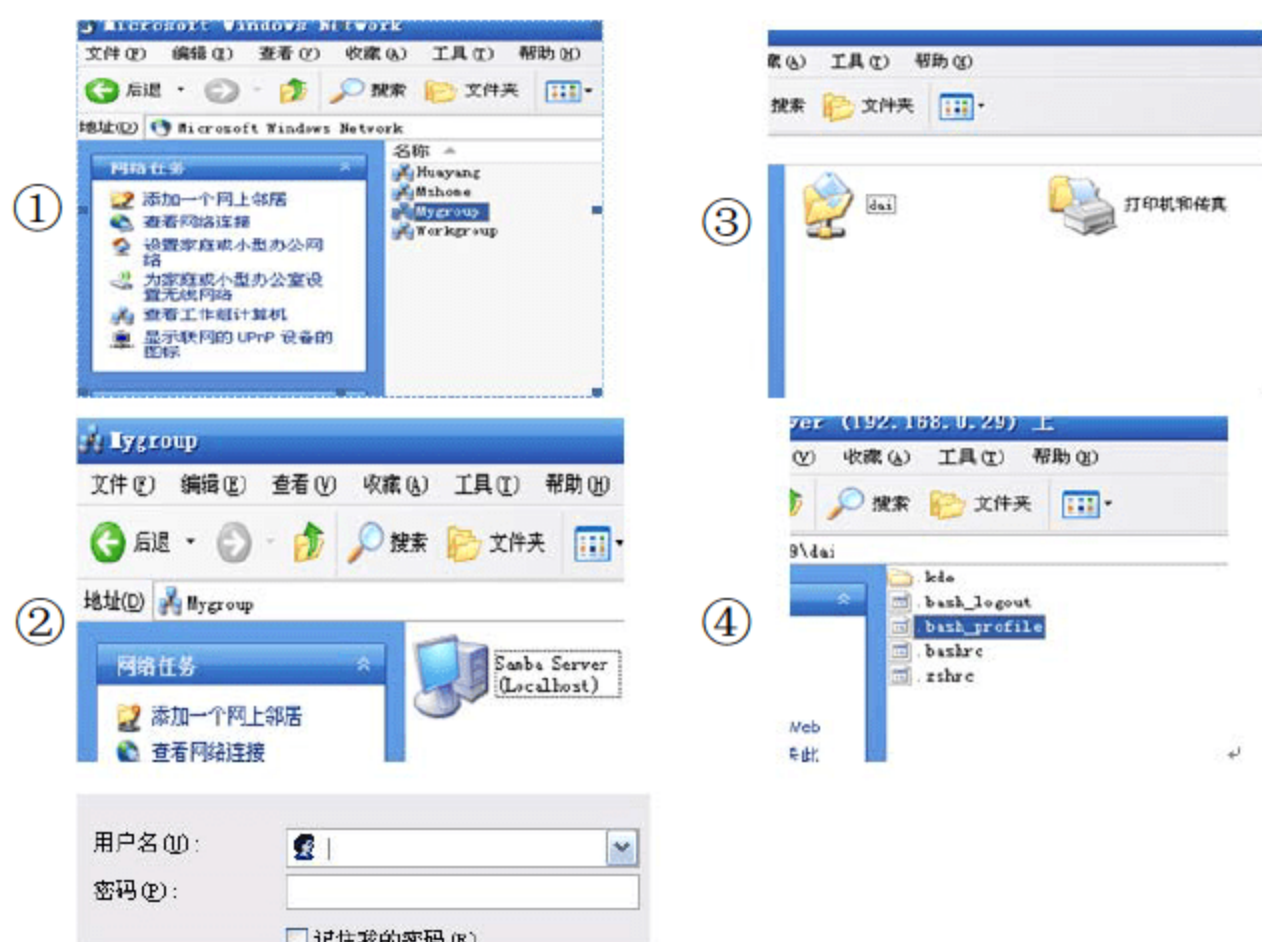 ①
Microsoft Windows Network
文件(F) 编辑(E) 查看(V) 收藏(A) 工具(T) 帮助(H)
后退 搜索 文件夹
地址(D) Microsoft Windows Network
网络任务
添加一个网上邻居
查看网络连接
设置家庭或小型办公网
络
为家庭或小型办公室设
置无线网络
查看工作组计算机
显示联网的 UPnP 设备的
图标
名称
Huayang
Mshome
Mygroup
Workgroup
②
Mygroup
文件(F) 编辑(E) 查看(V) 收藏(A) 工具(T) 帮助(H)
后退 搜索 文件夹
地址(D) Mygroup
网络任务
添加一个网上邻居
查看网络连接
Samba Server
(Localhost)
用户名(U):
密码(P):
记住我的密码(R)
③
藏(A) 工具(T) 帮助(H)
搜索 文件夹
dai
打印机和传真
④
ver (192.168.0.29) 上
(V) 收藏(A) 工具(T) 帮助(H)
搜索 文件夹
9\dai
.kde
.bash_logout
.bash_profile
.bashrc
.zshrc
Web